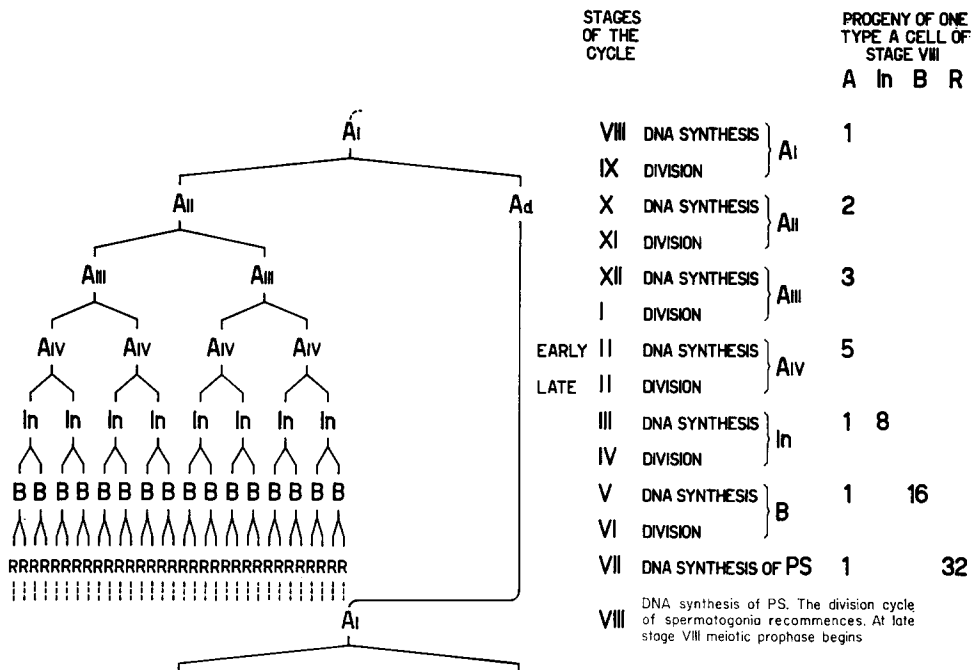 STAGES OF THE CYCLE
PROGENY OF ONE TYPE A CELL OF STAGE VIII
A In B R
AI
VIII DNA SYNTHESIS AI 1
IX DIVISION
AII Ad
X DNA SYNTHESIS AII 2
XI DIVISION
AIII AIII
XII DNA SYNTHESIS AIII 3
I DIVISION
AIV AIV AIV AIV
EARLY II DNA SYNTHESIS AIV 5
LATE II DIVISION
In In In In In In In In
III DNA SYNTHESIS In 1 8
IV DIVISION
B B B B B B B B B B B B B B B B
V DNA SYNTHESIS B 1 16
VI DIVISION
RRRRRRRRRRRRRRRRRRRRRRRRRRRRRRRR
VII DNA SYNTHESIS OF PS 1 32
AI
VIII DNA synthesis of PS. The division cycle
of spermatogonia recommences. At late
stage VIII meiotic prophase begins